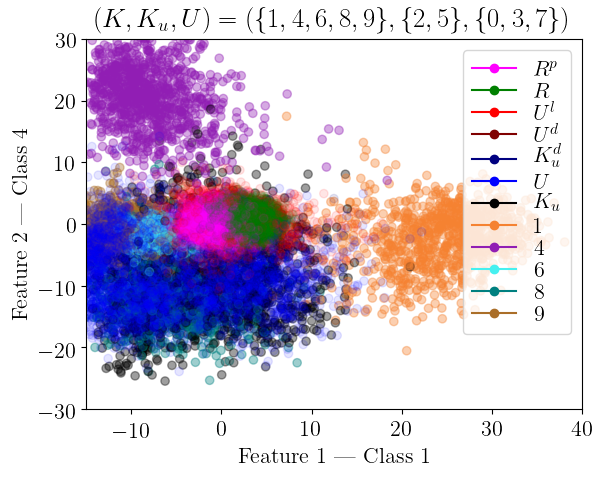 (K, K_u, U) = ({1, 4, 6, 8, 9}, {2, 5}, {0, 3, 7})
30
20
10
0
−10
−20
−30
Feature 2 — Class 4
R^p
R
U^l
U^d
K_u^d
U
K_u
1
4
6
8
9
−10
0
10
20
30
40
Feature 1 — Class 1